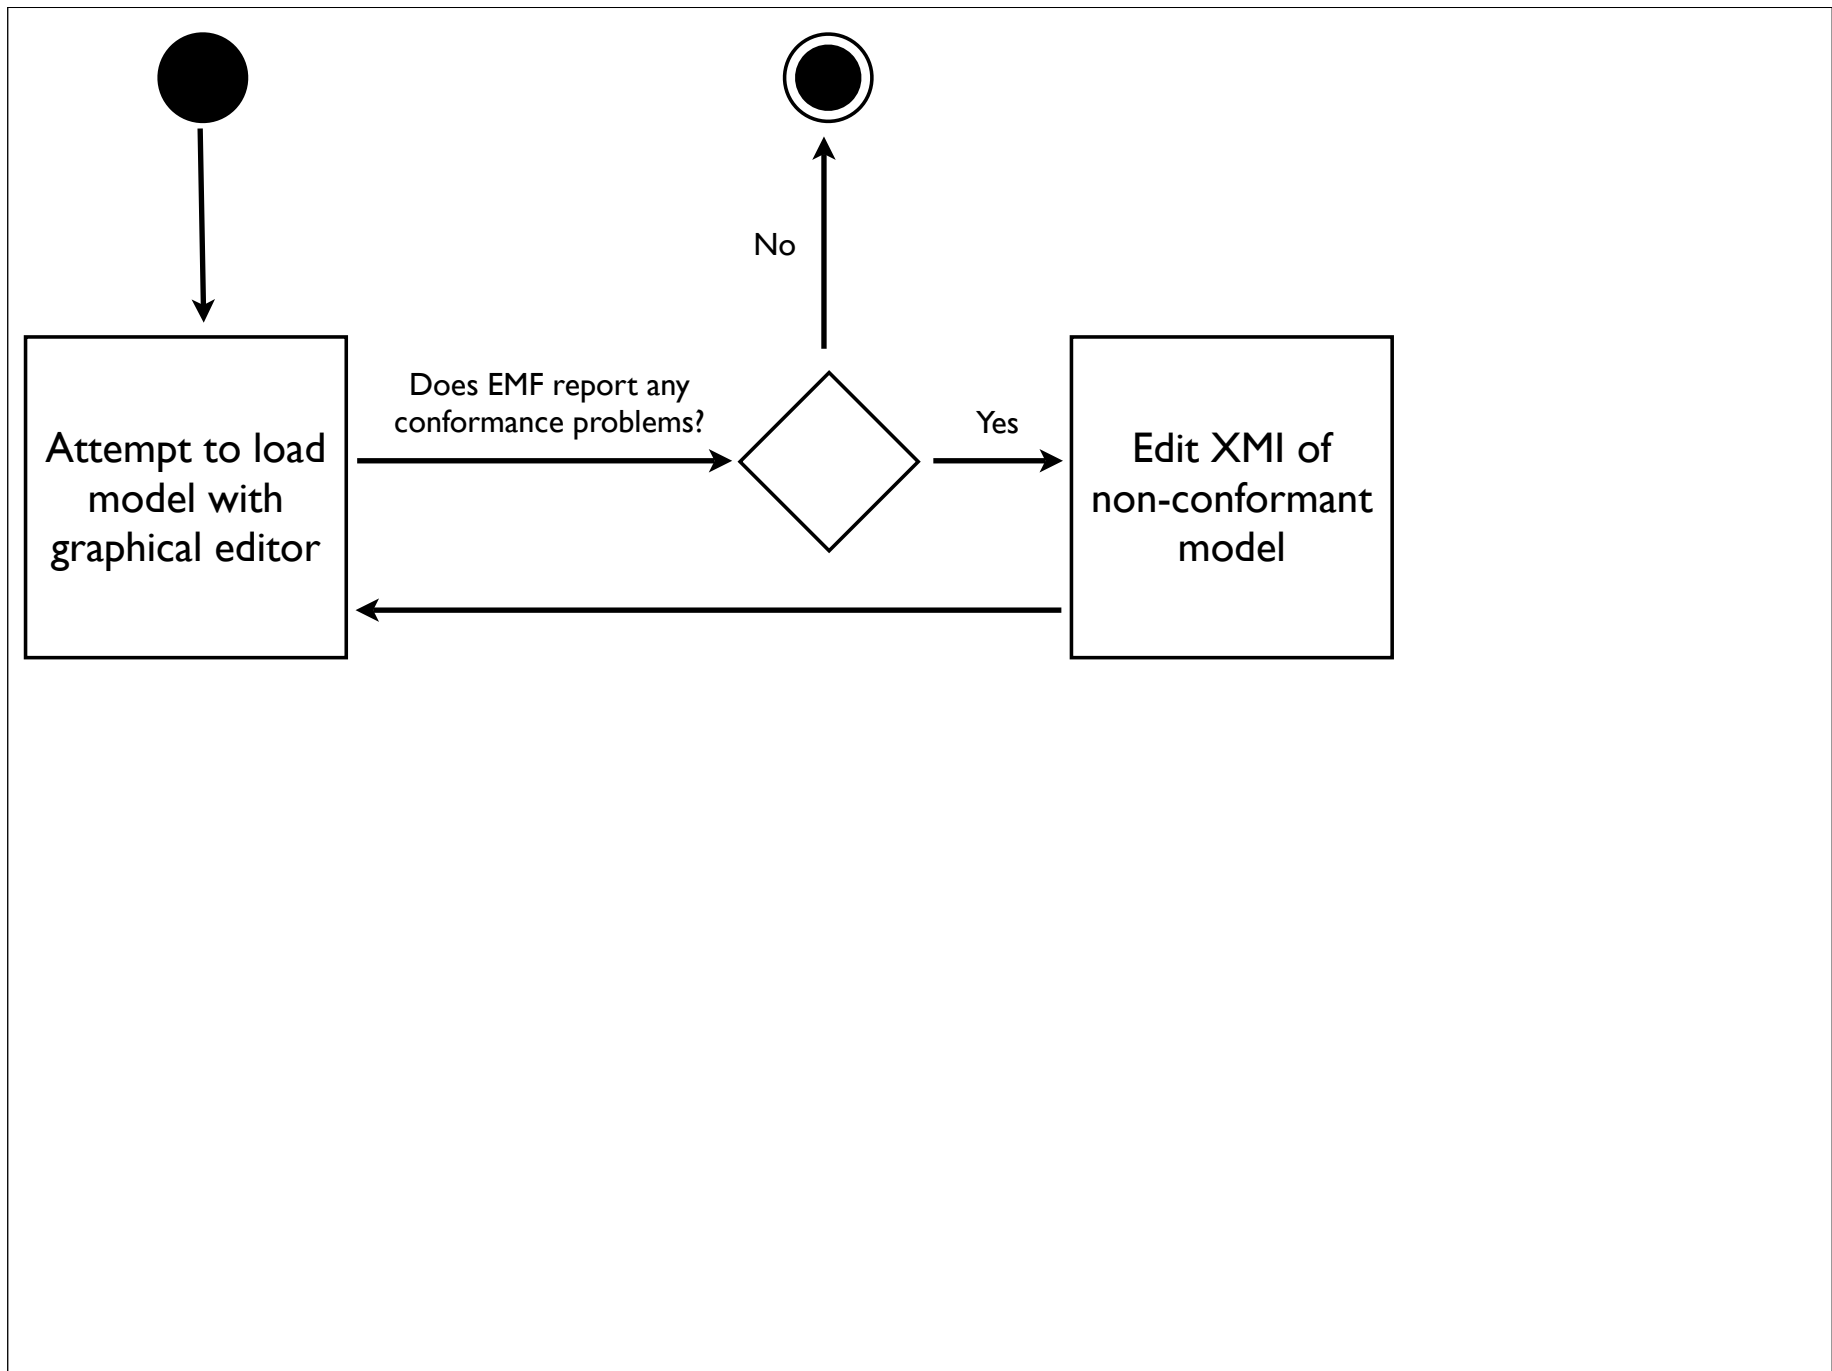 No
Does EMF report any
conformance problems?
Yes
Attempt to load
model with
graphical editor
Edit XMI of
non-conformant
model